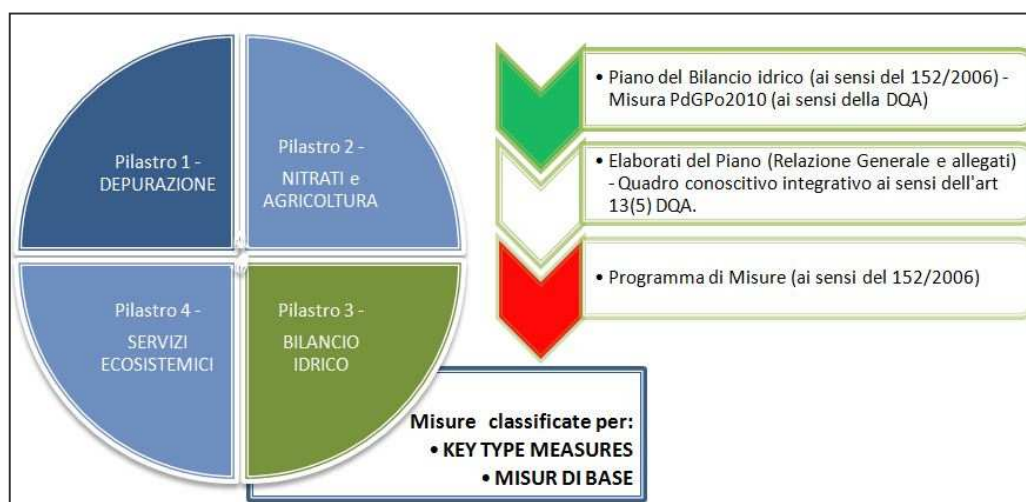 Pilastro 1 -
DEPURAZIONE
Pilastro 2 -
NITRATI e
AGRICOLTURA
Pilastro 4 -
SERVIZI
ECOSISTEMICI
Pilastro 3 -
BILANCIO
IDRICO
• Piano del Bilancio idrico (ai sensi del 152/2006) -
Misura PdGPo2010 (ai sensi della DQA)
• Elaborati del Piano (Relazione Generale e allegati)
- Quadro conoscitivo integrativo ai sensi dell'art
13(5) DQA.
• Programma di Misure (ai sensi del 152/2006)
Misure classificate per:
• KEY TYPE MEASURES
• MISUR DI BASE